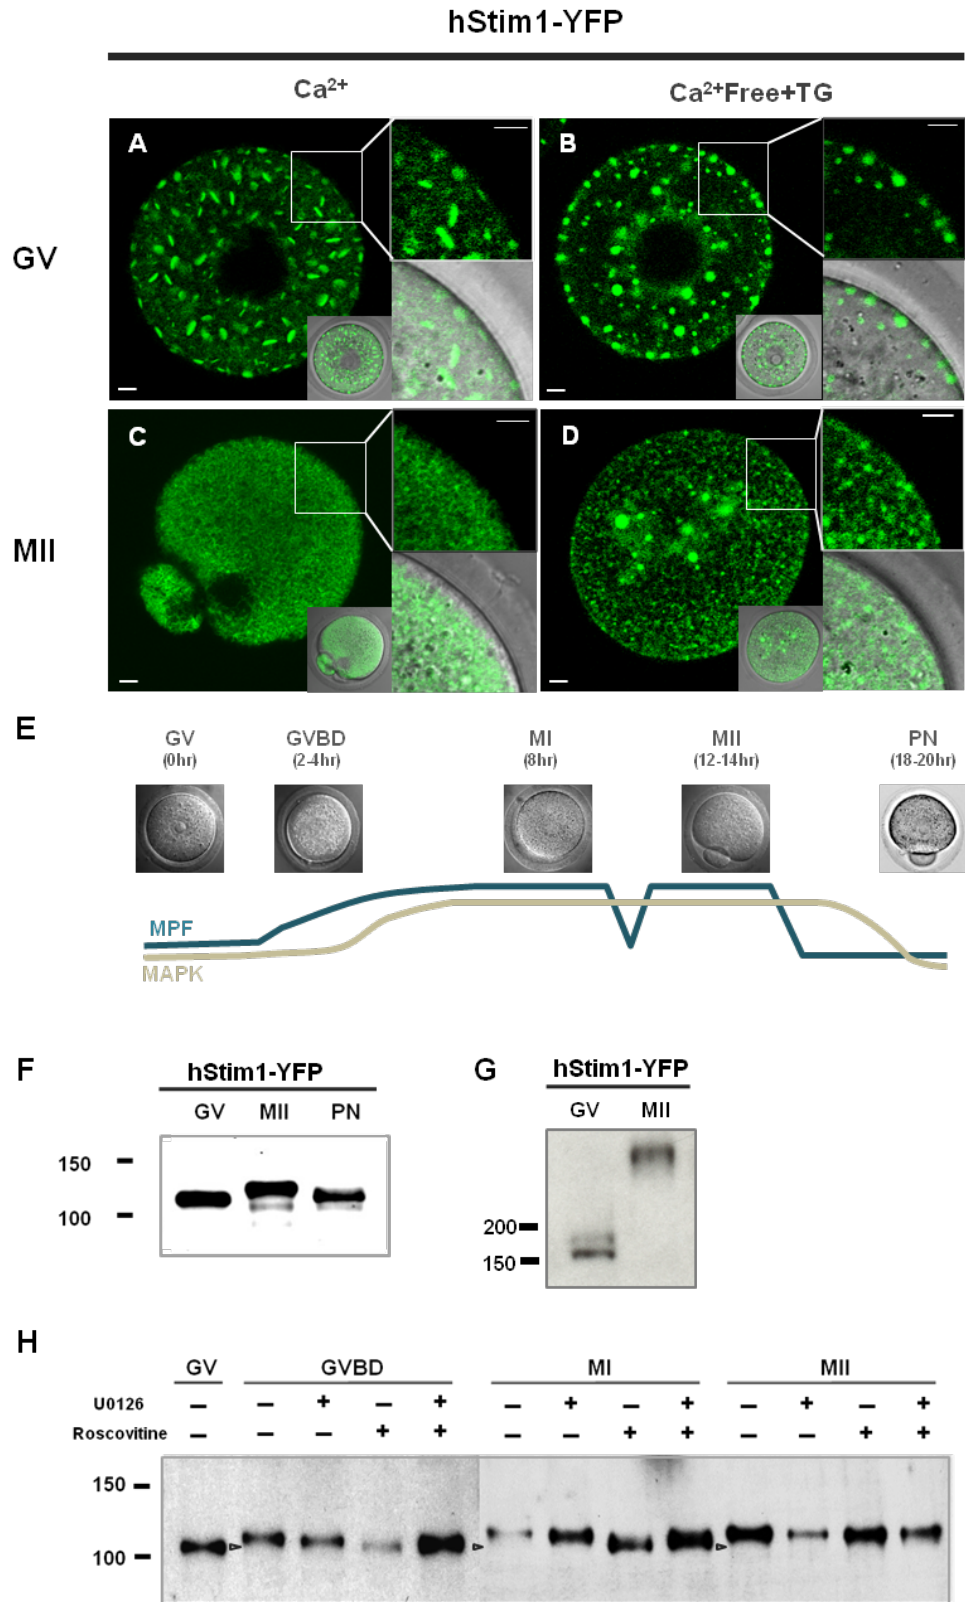 hStim1-YFP
Ca²⁺ Ca²⁺Free+TG
GV
A B
MII
C D
E
GV GVBD MI MII PN
(0hr) (2-4hr) (8hr) (12-14hr) (18-20hr)
MPF
MAPK
F
hStim1-YFP
GV MII PN
150
100
G
hStim1-YFP
GV MII
200
150
H
GV GVBD MI MII
U0126 – – + – + – + – + – + – +
Roscovitine – – – + + – – + + – – + +
150
100